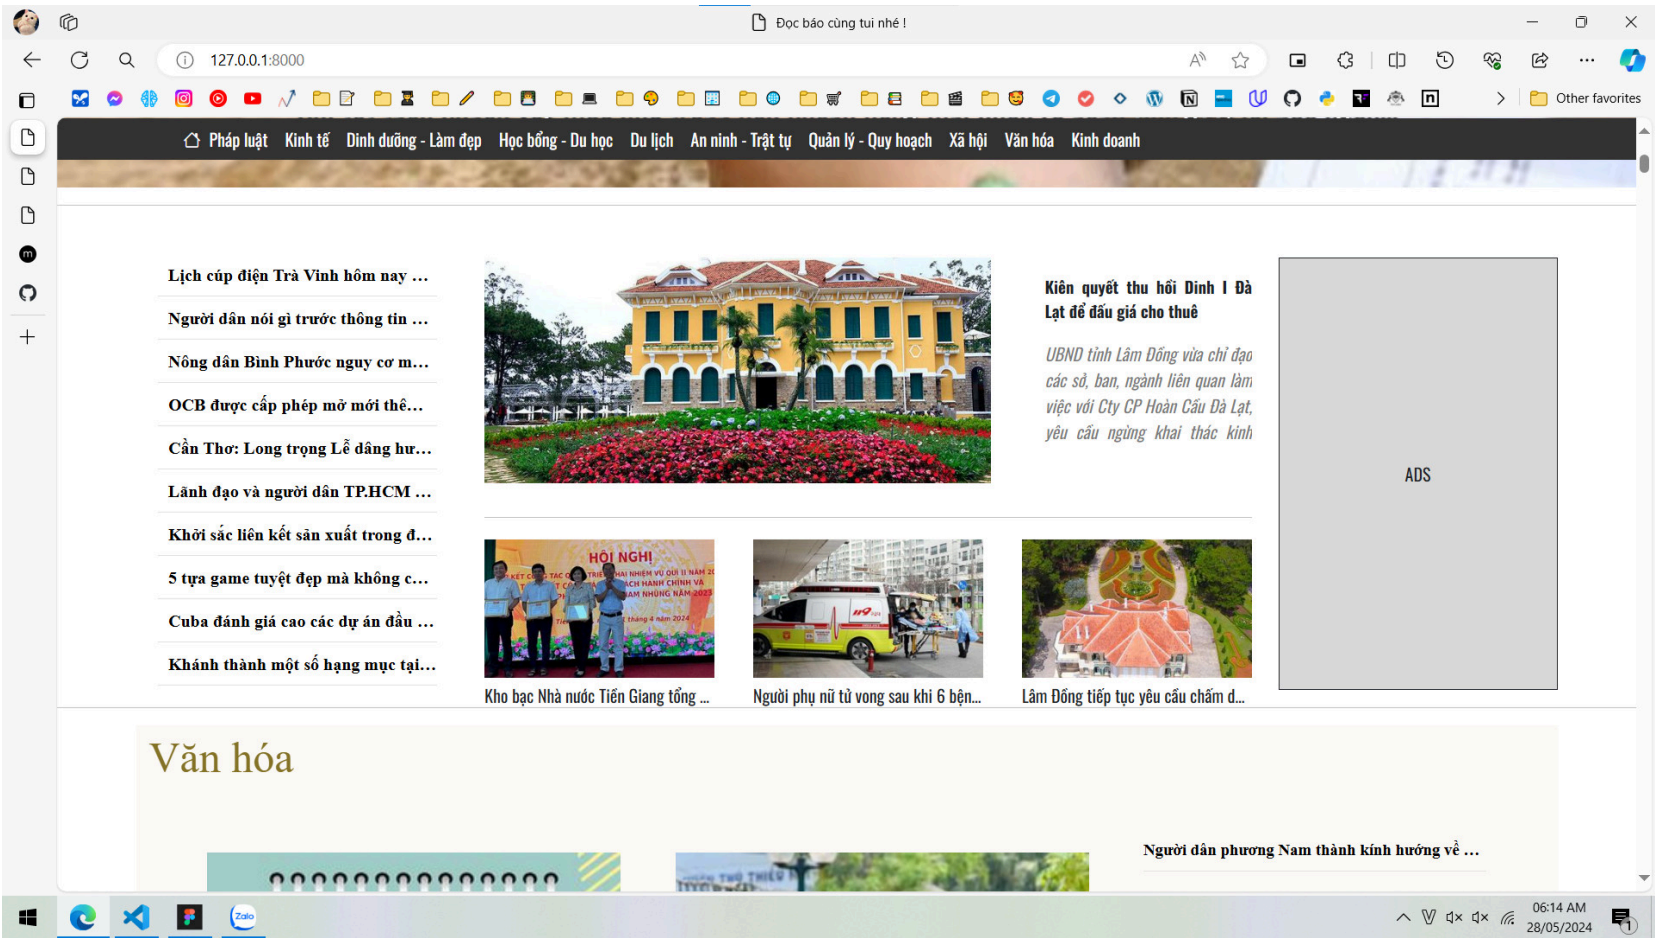 Đọc báo cùng tui nhé !
127.0.0.1:8000
Other favorites
Pháp luật Kinh tế Dinh dưỡng - Làm đẹp Học bổng - Du học Du lịch An ninh - Trật tự Quản lý - Quy hoạch Xã hội Văn hóa Kinh doanh
Lịch cúp điện Trà Vinh hôm nay ...
Người dân nói gì trước thông tin ...
Nông dân Bình Phước nguy cơ m...
OCB được cấp phép mở mới thê...
Cần Thơ: Long trọng Lễ dâng hư...
Lãnh đạo và người dân TP.HCM ...
Khởi sắc liên kết sản xuất trong đ...
5 tựa game tuyệt đẹp mà không c...
Cuba đánh giá cao các dự án đầu ...
Khánh thành một số hạng mục tại...
Kiên quyết thu hồi Dinh I Đà
Lạt để đấu giá cho thuê
UBND tỉnh Lâm Đồng vừa chỉ đạo
các sở, ban, ngành liên quan làm
việc với Cty CP Hoàn Cầu Đà Lạt,
yêu cầu ngừng khai thác kinh
ADS
HỘI NGHỊ
119
Kho bạc Nhà nước Tiền Giang tổng ...
Người phụ nữ tử vong sau khi 6 bện...
Lâm Đồng tiếp tục yêu cầu chấm d...
Văn hóa
Người dân phương Nam thành kính hướng về ...
Zalo
06:14 AM
28/05/2024
1